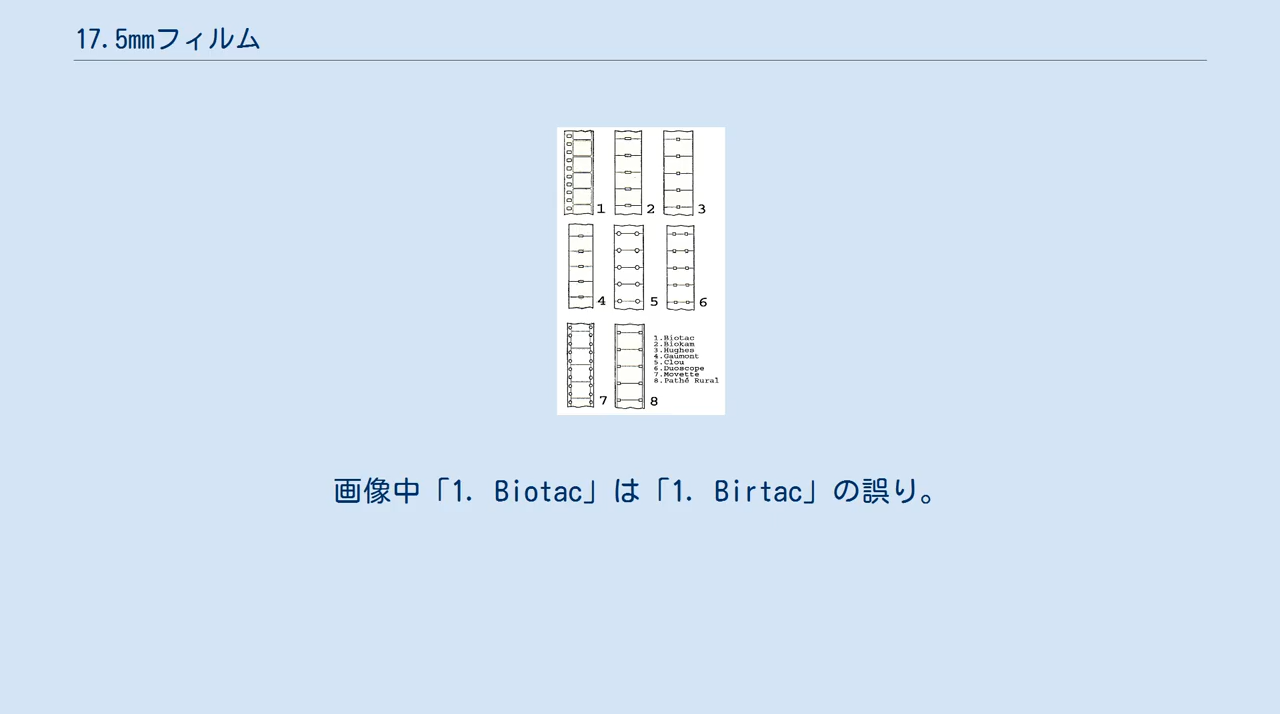 17.5mmフィルム
1
2
3
4
5
6
7
8
1.Biotac
2.Biokam
3.Hughes
4.Gaumont
5.Clou
6.Duoscope
7.Movette
8.Pathé Rural
画像中「1. Biotac」は「1. Birtac」の誤り。